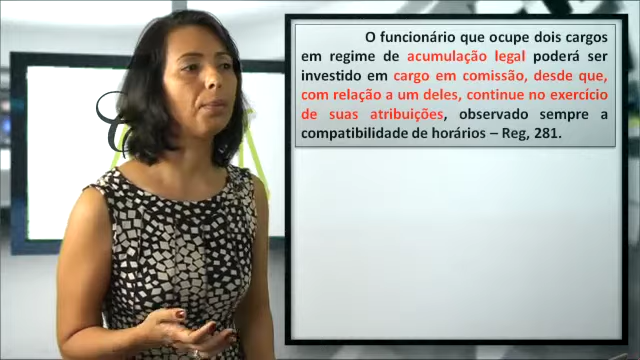 O funcionário que ocupe dois cargos
em regime de acumulação legal poderá ser
investido em cargo em comissão, desde que,
com relação a um deles, continue no exercício
de suas atribuições, observado sempre a
compatibilidade de horários – Reg, 281.